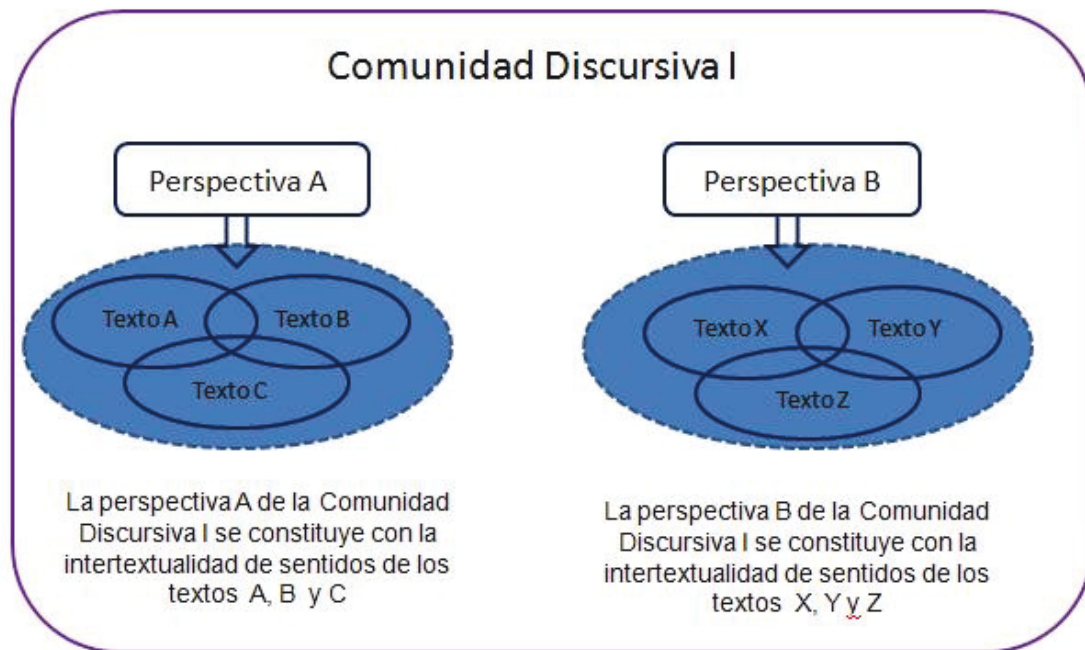 Comunidad Discursiva I
Perspectiva A
Texto A
Texto B
Texto C
La perspectiva A de la Comunidad
Discursiva I se constituye con la
intertextualidad de sentidos de los
textos A, B y C
Perspectiva B
Texto X
Texto Y
Texto Z
La perspectiva B de la Comunidad
Discursiva I se constituye con la
intertextualidad de sentidos de los
textos X, Y y Z